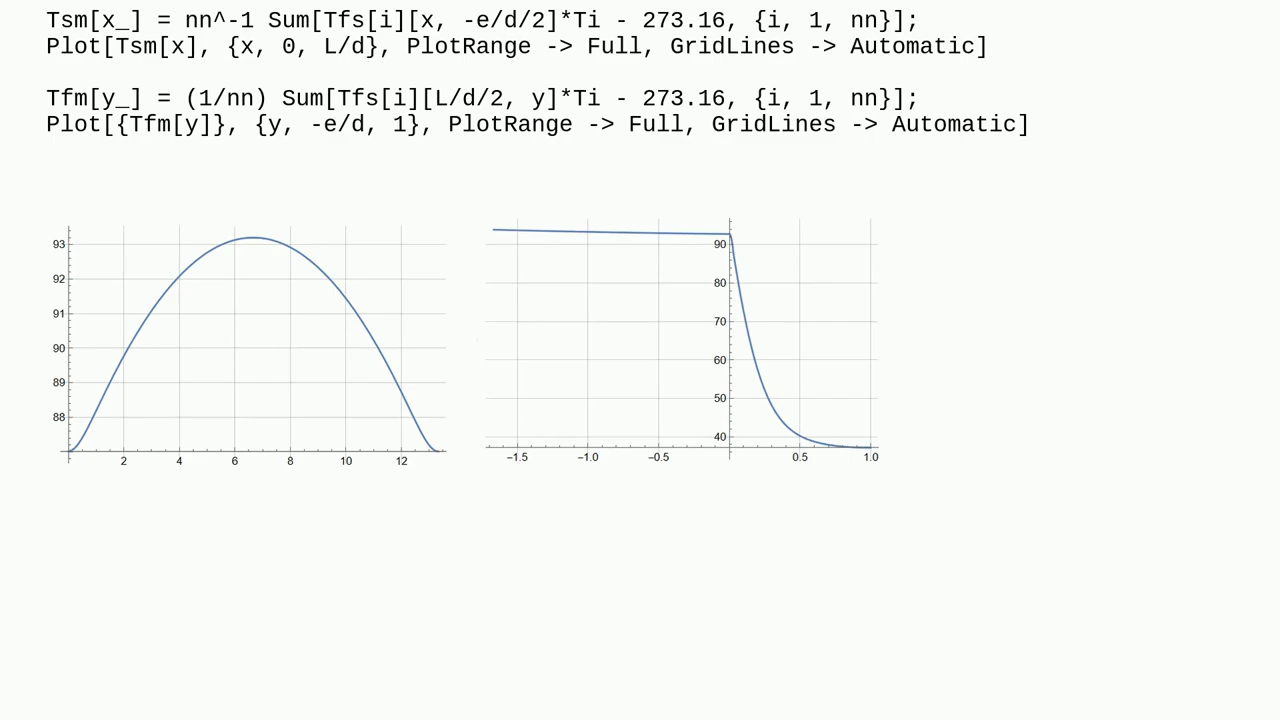 Tsm[x_] = nn^-1 Sum[Tfs[i][x, -e/d/2]*Ti - 273.16, {i, 1, nn}];
Plot[Tsm[x], {x, 0, L/d}, PlotRange -> Full, GridLines -> Automatic]
Tfm[y_] = (1/nn) Sum[Tfs[i][L/d/2, y]*Ti - 273.16, {i, 1, nn}];
Plot[{Tfm[y]}, {y, -e/d, 1}, PlotRange -> Full, GridLines -> Automatic]
93
92
91
90
89
88
2 4 6 8 10 12
90
80
70
60
50
40
-1.5 -1.0 -0.5 0.5 1.0